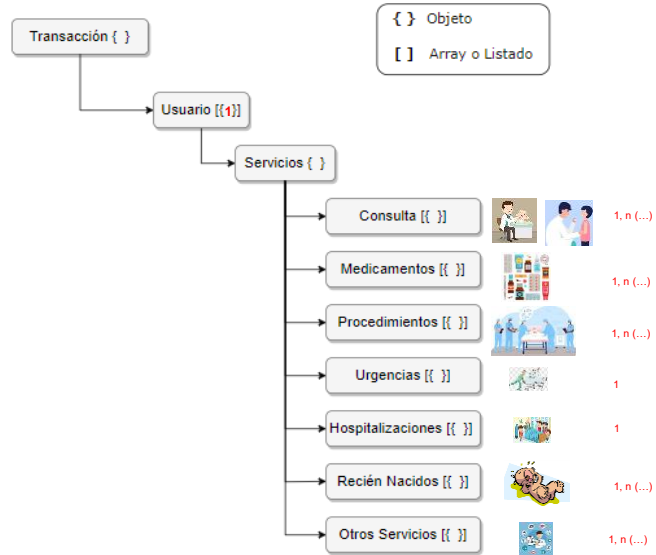 Transacción { }
{ } Objeto
[ ] Array o Listado
Usuario [{1}]
Servicios { }
Consulta [{ }]
1, n (...)
Medicamentos [{ }]
1, n (...)
Procedimientos [{ }]
1, n (...)
Urgencias [{ }]
1
Hospitalizaciones [{ }]
1
Recién Nacidos [{ }]
1, n (...)
Otros Servicios [{ }]
1, n (...)